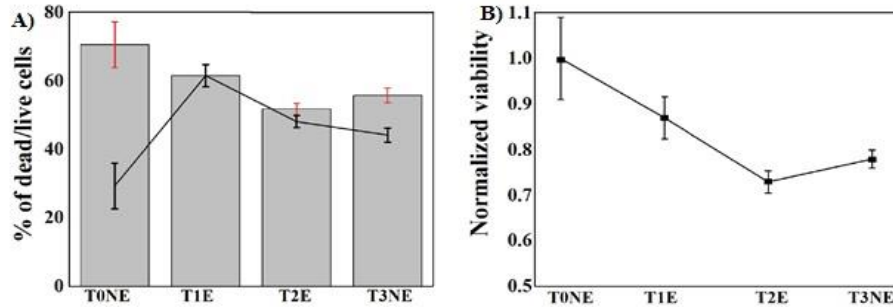 A)
% of dead/live cells
80
60
40
20
0
T0NE T1E T2E T3NE
B)
Normalized viability
1.1
1.0
0.9
0.8
0.7
0.6
0.5
T0NE T1E T2E T3NE